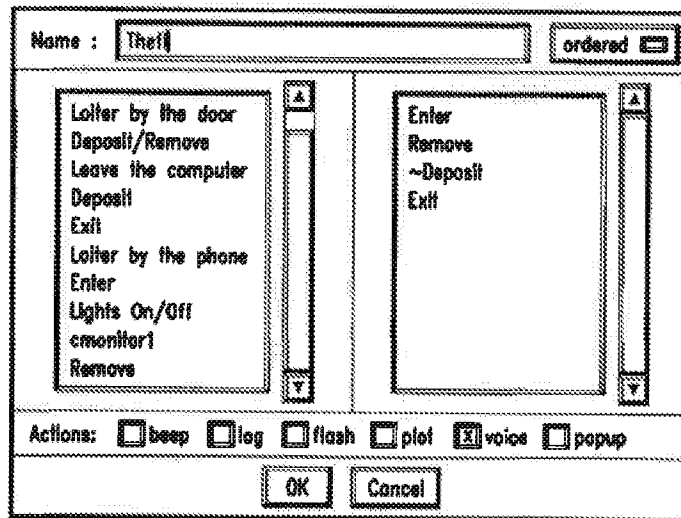 Name : Theft ordered
Loiter by the door
Deposit/Remove
Leave the computer
Deposit
Exit
Loiter by the phone
Enter
Lights On/Off
cmonitor1
Remove
Enter
Remove
~Deposit
Exit
Actions: beep log flash plot X voice popup
OK Cancel